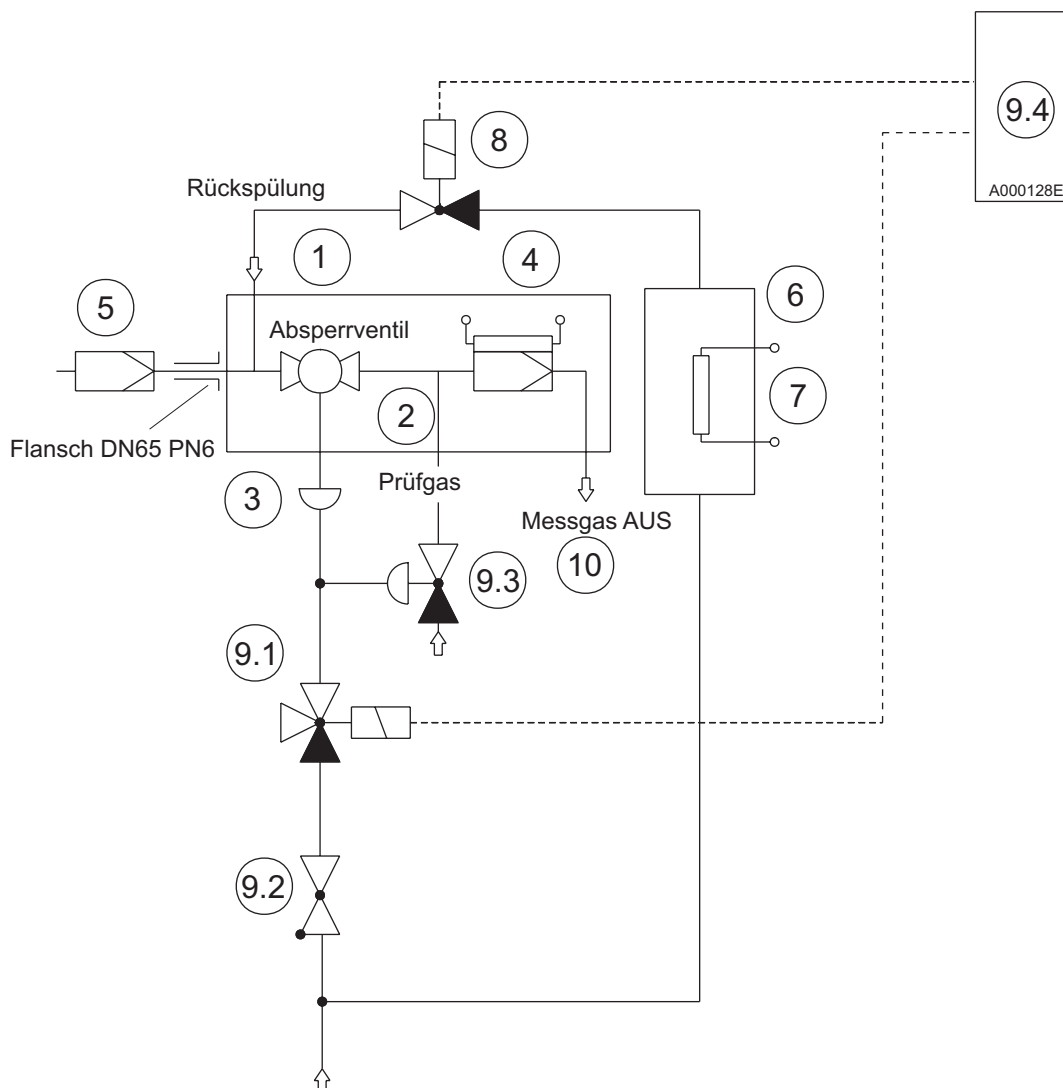 9.4
A000128E
8
Rückspülung
1
4
5
6
Absperrventil
7
2
Flansch DN65 PN6
3
Prüfgas
Messgas AUS
10
9.3
9.1
9.2